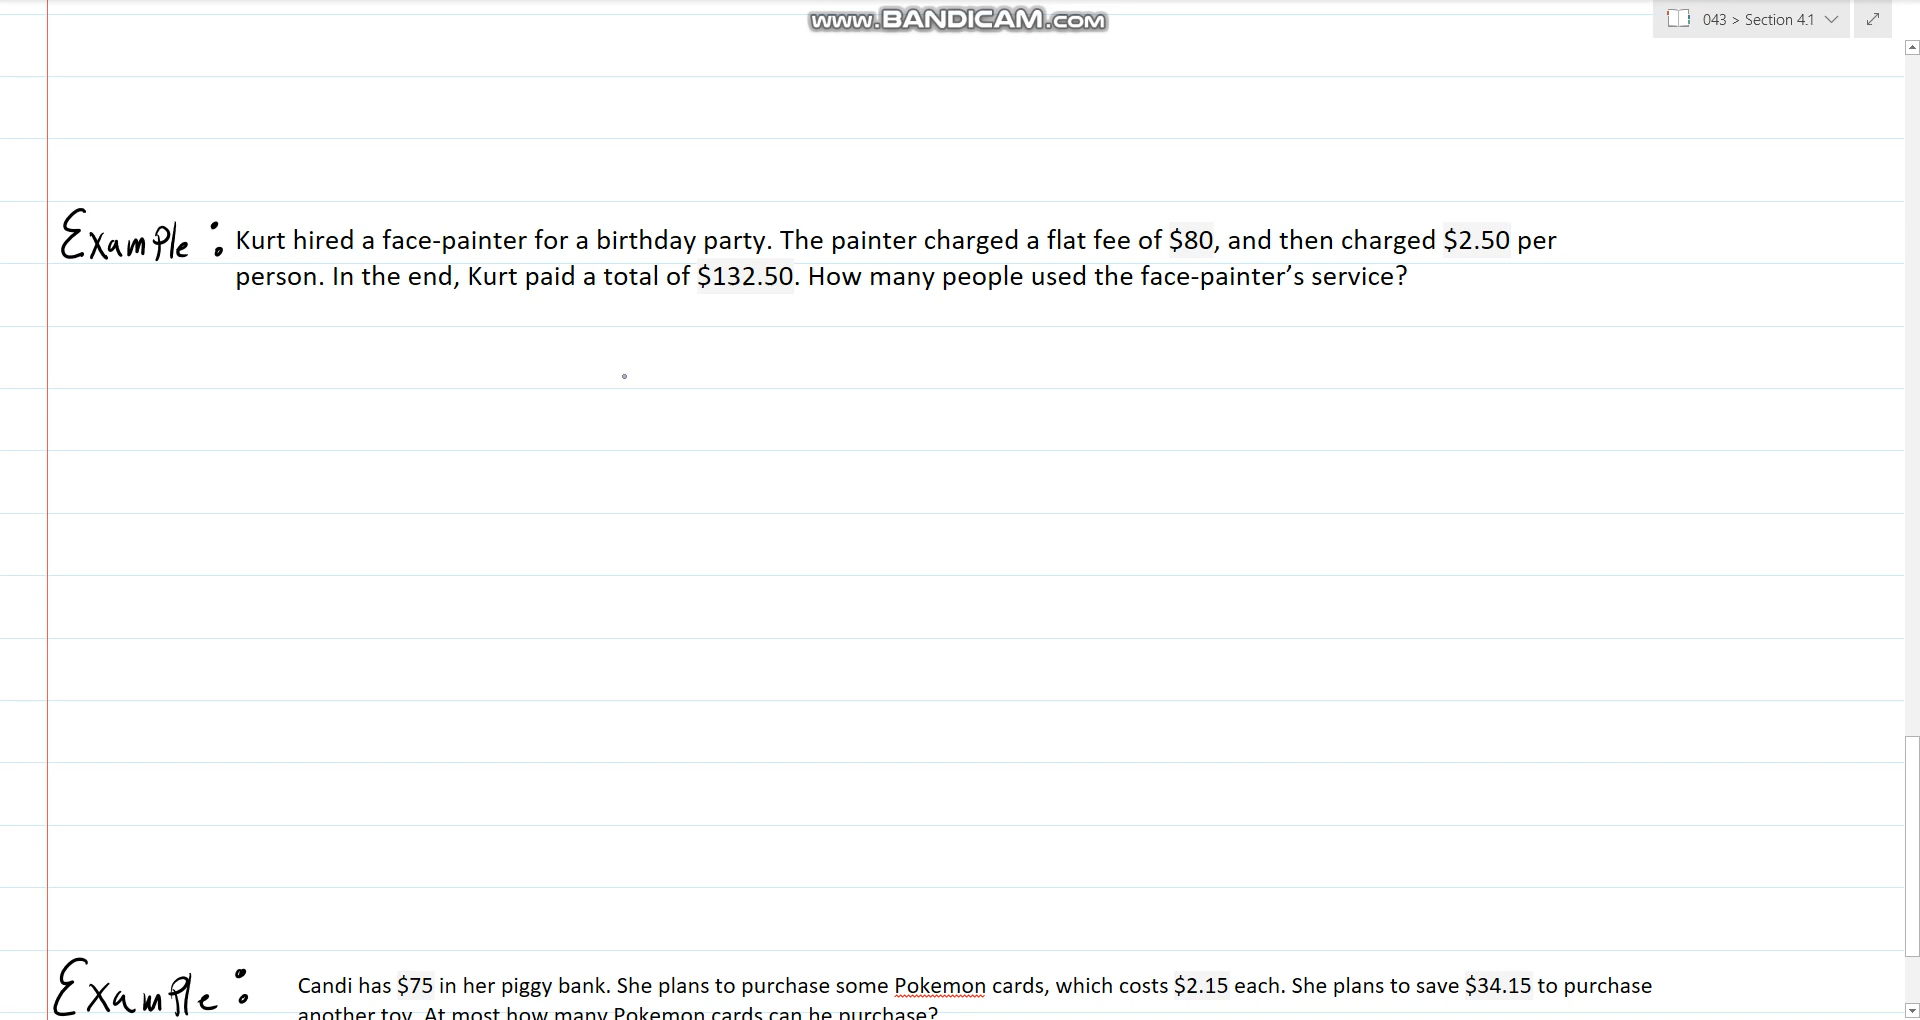 www.BANDICAM.com
043 > Section 4.1
Example : Kurt hired a face-painter for a birthday party. The painter charged a flat fee of $80, and then charged $2.50 per
person. In the end, Kurt paid a total of $132.50. How many people used the face-painter’s service?
Example : Candi has $75 in her piggy bank. She plans to purchase some Pokemon cards, which costs $2.15 each. She plans to save $34.15 to purchase
another toy. At most how many Pokemon cards can he purchase?